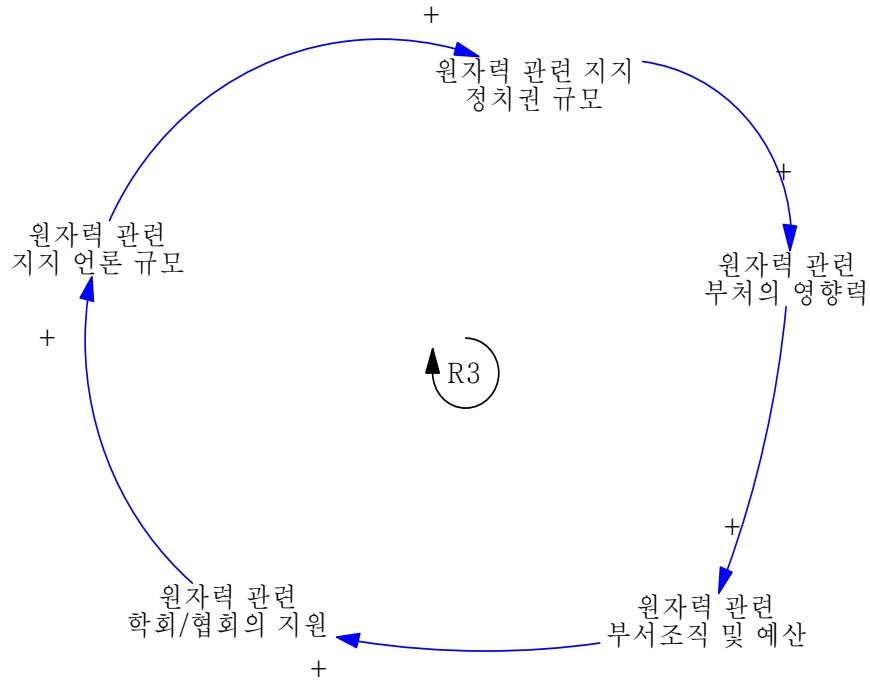 +
원자력 관련 지지
정치권 규모
+
원자력 관련
부처의 영향력
+
원자력 관련
부서조직 및 예산
+
원자력 관련
학회/협회의 지원
+
원자력 관련
지지 언론 규모
R3